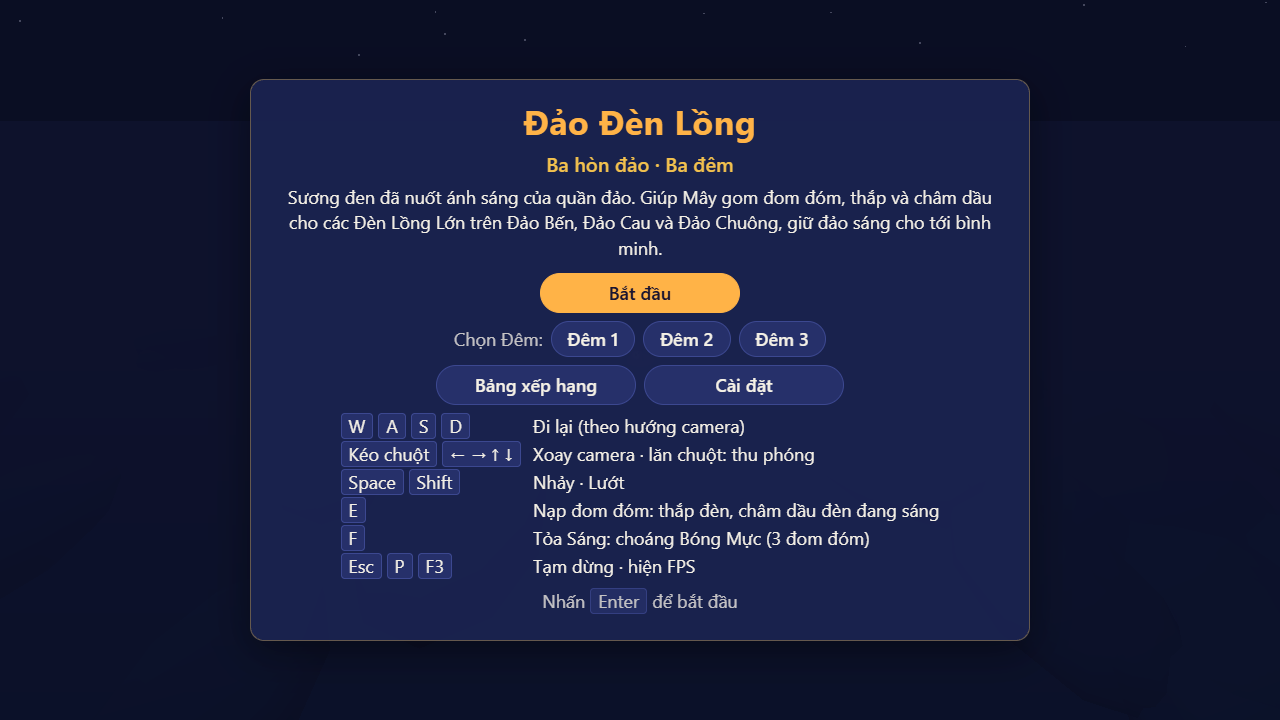 Đảo Đèn Lồng
Ba hòn đảo · Ba đêm
Sương đen đã nuốt ánh sáng của quần đảo. Giúp Mây gom đom đóm, thắp và châm dầu
cho các Đèn Lồng Lớn trên Đảo Bến, Đảo Cau và Đảo Chuông, giữ đảo sáng cho tới bình
minh.
Bắt đầu
Chọn Đêm: Đêm 1 Đêm 2 Đêm 3
Bảng xếp hạng Cài đặt
W A S D Đi lại (theo hướng camera)
Kéo chuột ←→↑↓ Xoay camera · lăn chuột: thu phóng
Space Shift Nhảy · Lướt
E Nạp đom đóm: thắp đèn, châm dầu đèn đang sáng
F Tỏa Sáng: choáng Bóng Mực (3 đom đóm)
Esc P F3 Tạm dừng · hiện FPS
Nhấn Enter để bắt đầu